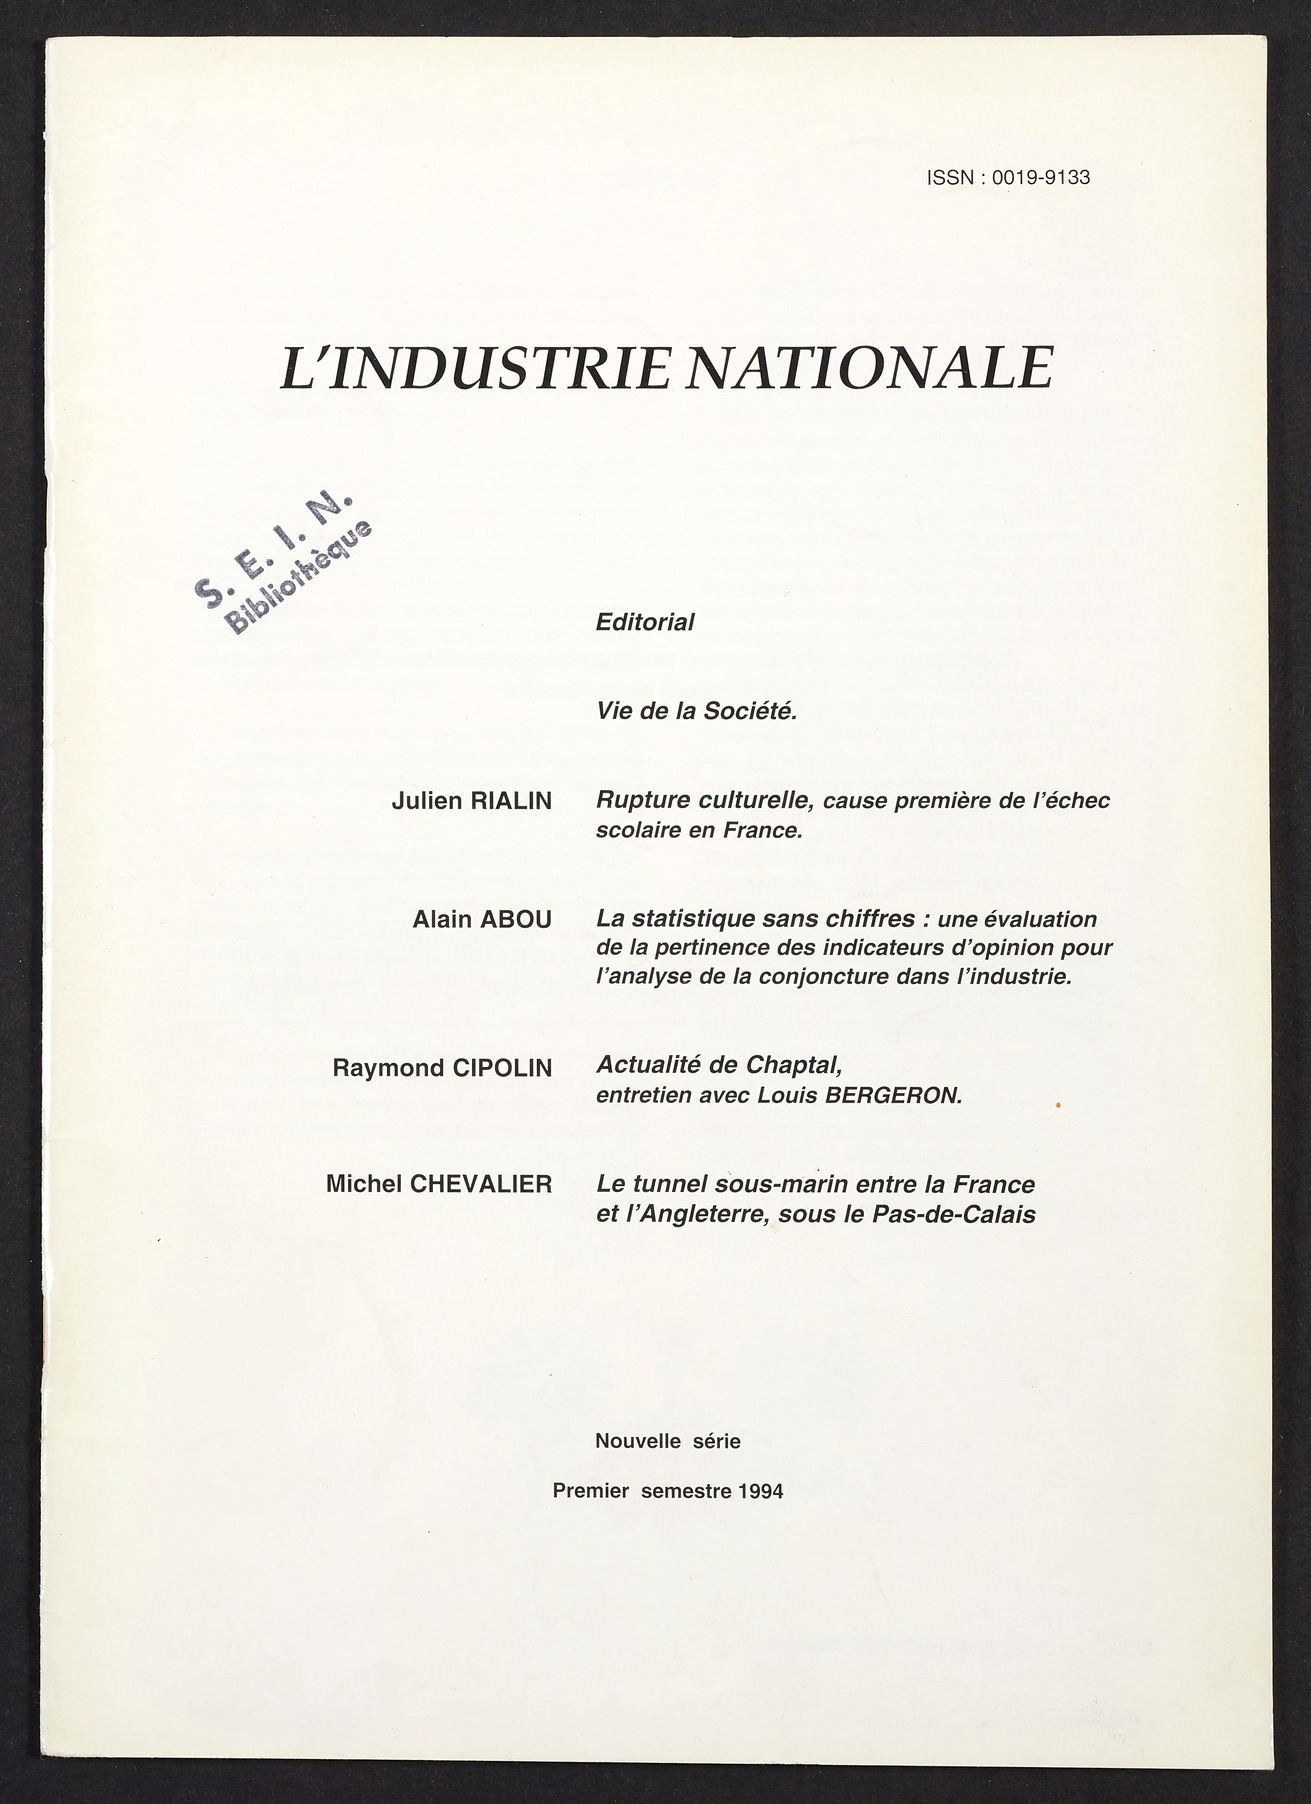 ISSN : 0019-9133
L'INDUSTRIE NATIONALE
S. E. I. N.
Bibliothèque
Editorial
Vie de la Société.
Julien RIALIN Rupture culturelle, cause première de l'échec
scolaire en France.
Alain ABOU La statistique sans chiffres : une évaluation
de la pertinence des indicateurs d'opinion pour
l'analyse de la conjoncture dans l'industrie.
Raymond CIPOLIN Actualité de Chaptal,
entretien avec Louis BERGERON.
Michel CHEVALIER Le tunnel sous-marin entre la France
et l'Angleterre, sous le Pas-de-Calais
Nouvelle série
Premier semestre 1994